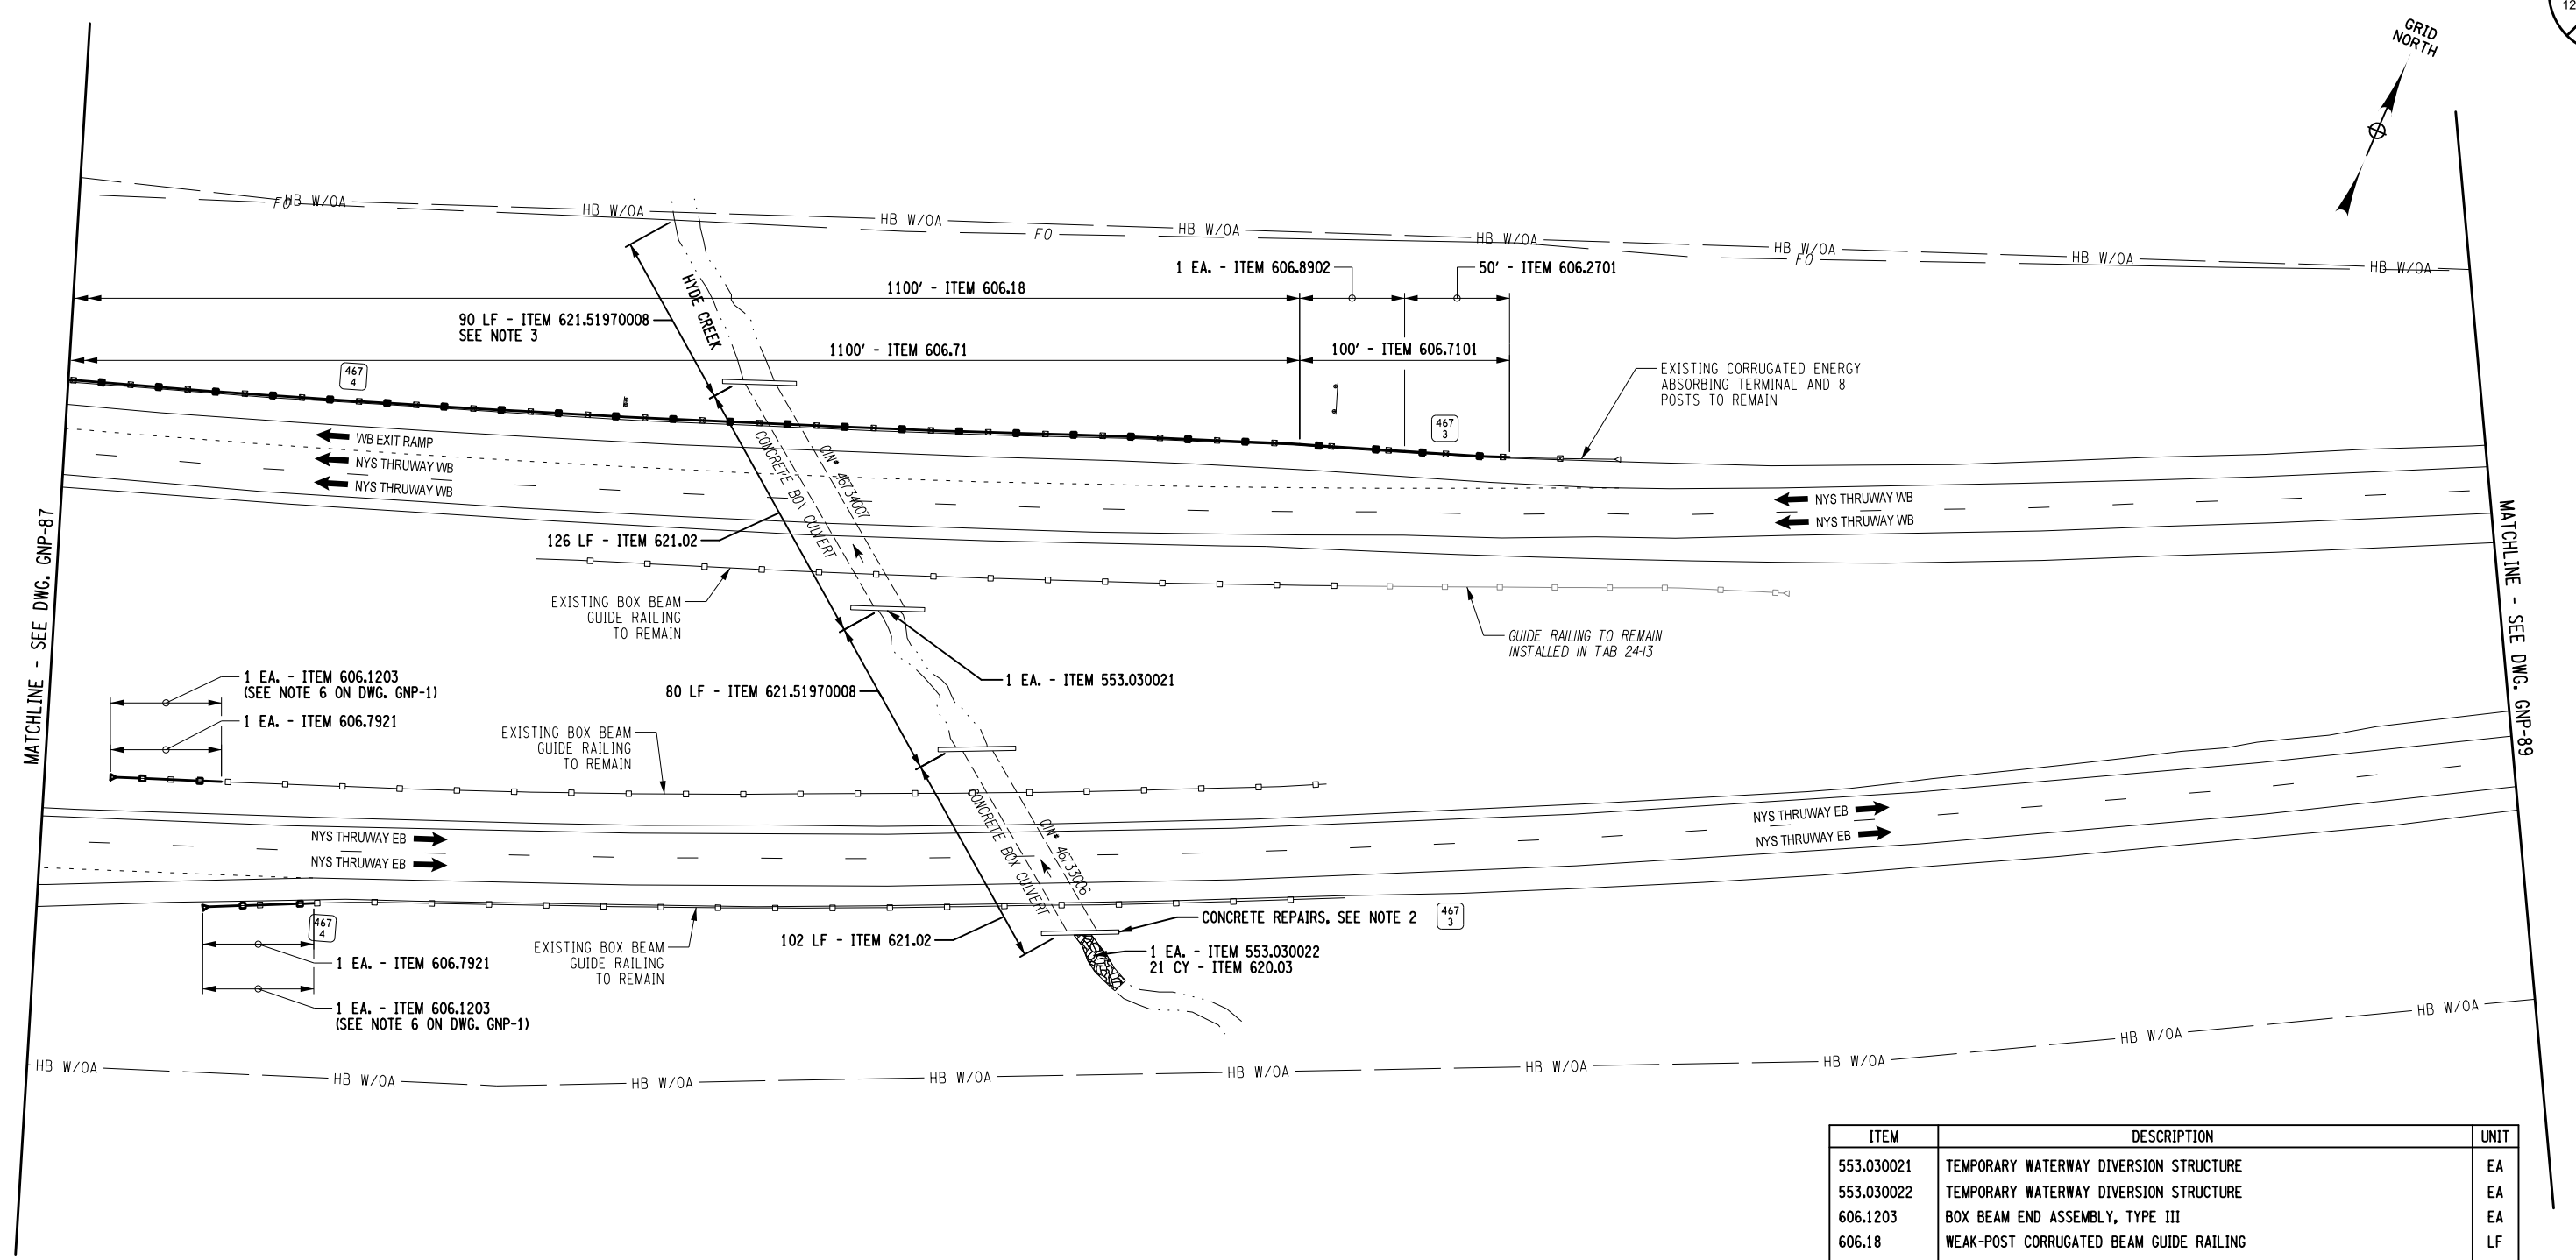 12
GRID
NORTH
HB W/OA
HB W/OA
HB W/OA
HB W/OA
HB W/OA
HB W/OA
HB W/OA
HB W/OA
FO
FO
FO
1 EA. - ITEM 606.8902
50' - ITEM 606.2701
1100' - ITEM 606.18
HYDE CREEK
90 LF - ITEM 621.51970008
SEE NOTE 3
1100' - ITEM 606.71
100' - ITEM 606.7101
EXISTING CORRUGATED ENERGY
ABSORBING TERMINAL AND 8
POSTS TO REMAIN
467
4
467
3
WB EXIT RAMP
NYS THRUWAY WB
NYS THRUWAY WB
NYS THRUWAY WB
NYS THRUWAY WB
CONCRETE BOX CULVERT
CIN# 46734007
MATCHLINE - SEE DWG. GNP-87
MATCHLINE - SEE DWG. GNP-89
126 LF - ITEM 621.02
EXISTING BOX BEAM
GUIDE RAILING
TO REMAIN
GUIDE RAILING TO REMAIN
INSTALLED IN TAB 24-13
1 EA. - ITEM 606.1203
(SEE NOTE 6 ON DWG. GNP-1)
1 EA. - ITEM 606.7921
80 LF - ITEM 621.51970008
1 EA. - ITEM 553.030021
EXISTING BOX BEAM
GUIDE RAILING
TO REMAIN
NYS THRUWAY EB
NYS THRUWAY EB
NYS THRUWAY EB
NYS THRUWAY EB
CONCRETE BOX CULVERT
CIN# 46733006
467
4
EXISTING BOX BEAM
GUIDE RAILING
TO REMAIN
102 LF - ITEM 621.02
CONCRETE REPAIRS, SEE NOTE 2
467
3
1 EA. - ITEM 553.030022
21 CY - ITEM 620.03
1 EA. - ITEM 606.7921
1 EA. - ITEM 606.1203
(SEE NOTE 6 ON DWG. GNP-1)
HB W/OA
HB W/OA
HB W/OA
HB W/OA
HB W/OA
HB W/OA
HB W/OA
HB W/OA
HB W/OA
ITEM DESCRIPTION UNIT
553.030021 TEMPORARY WATERWAY DIVERSION STRUCTURE EA
553.030022 TEMPORARY WATERWAY DIVERSION STRUCTURE EA
606.1203 BOX BEAM END ASSEMBLY, TYPE III EA
606.18 WEAK-POST CORRUGATED BEAM GUIDE RAILING LF